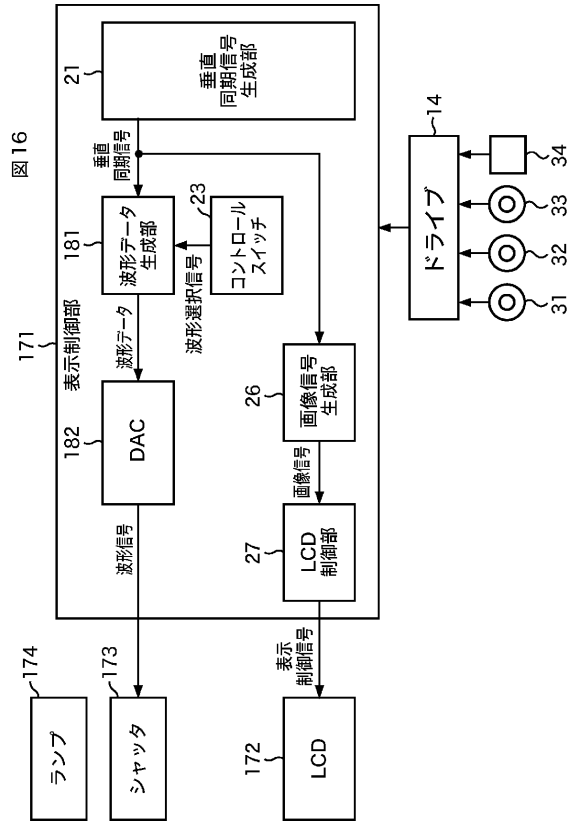 図16
171
表示制御部
174
ランプ
173
シャッタ
波形信号
182
DAC
波形データ
181
波形データ
生成部
垂直
同期信号
21
垂直
同期信号
生成部
波形選択信号
23
コントロール
スイッチ
172
LCD
表示
制御信号
27
LCD
制御部
画像信号
26
画像信号
生成部
14
ドライブ
31
32
33
34